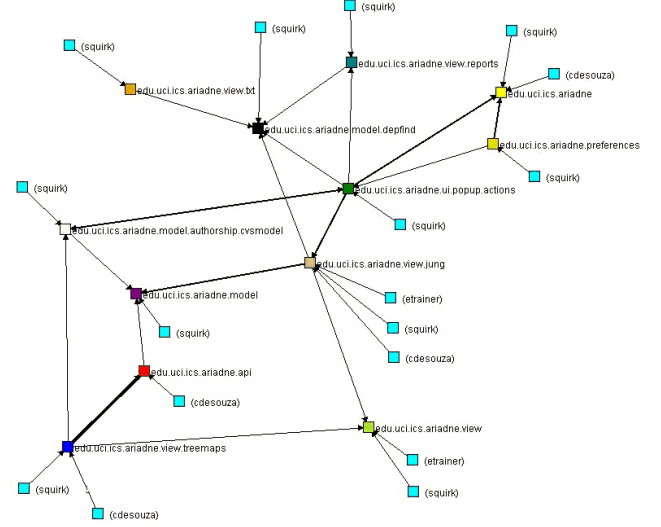 (squirk)
(squirk)
(squirk)
(squirk)
edu.uci.ics.ariadne.view.reports
(cdesouza)
edu.uci.ics.ariadne.view.txt
edu.uci.ics.ariadne
edu.uci.ics.ariadne.model.depfind
edu.uci.ics.ariadne.preferences
(squirk)
(squirk)
edu.uci.ics.ariadne.ui.popup.actions
(squirk)
edu.uci.ics.ariadne.model.authorship.cvsmodel
edu.uci.ics.ariadne.view.jung
edu.uci.ics.ariadne.model
(etrainer)
(squirk)
(squirk)
(cdesouza)
edu.uci.ics.ariadne.api
(cdesouza)
edu.uci.ics.ariadne.view
edu.uci.ics.ariadne.view.treemaps
(etrainer)
(squirk)
(squirk)
(cdesouza)